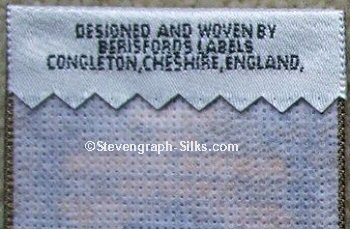 DESIGNED AND WOVEN BY
BERISFORDS LABELS
CONGLETON,CHESHIRE,ENGLAND,
©Stevengraph-Silks.com